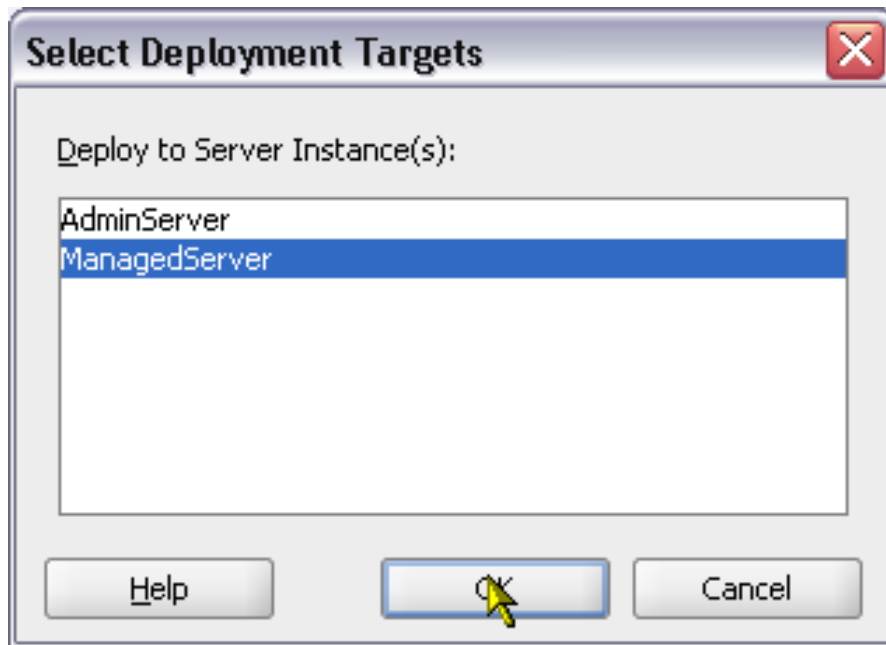 Select Deployment Targets
Deploy to Server Instance(s):
AdminServer
ManagedServer
Help
OK
Cancel